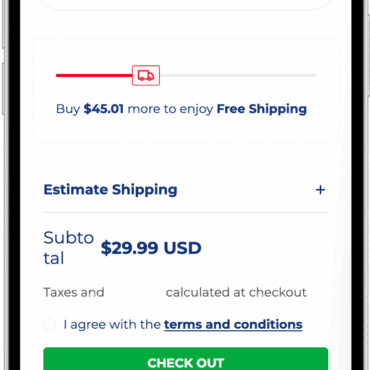 Buy $45.01 more to enjoy Free Shipping
Estimate Shipping +
Subto
tal
$29.99 USD
Taxes and calculated at checkout
I agree with the terms and conditions
CHECK OUT